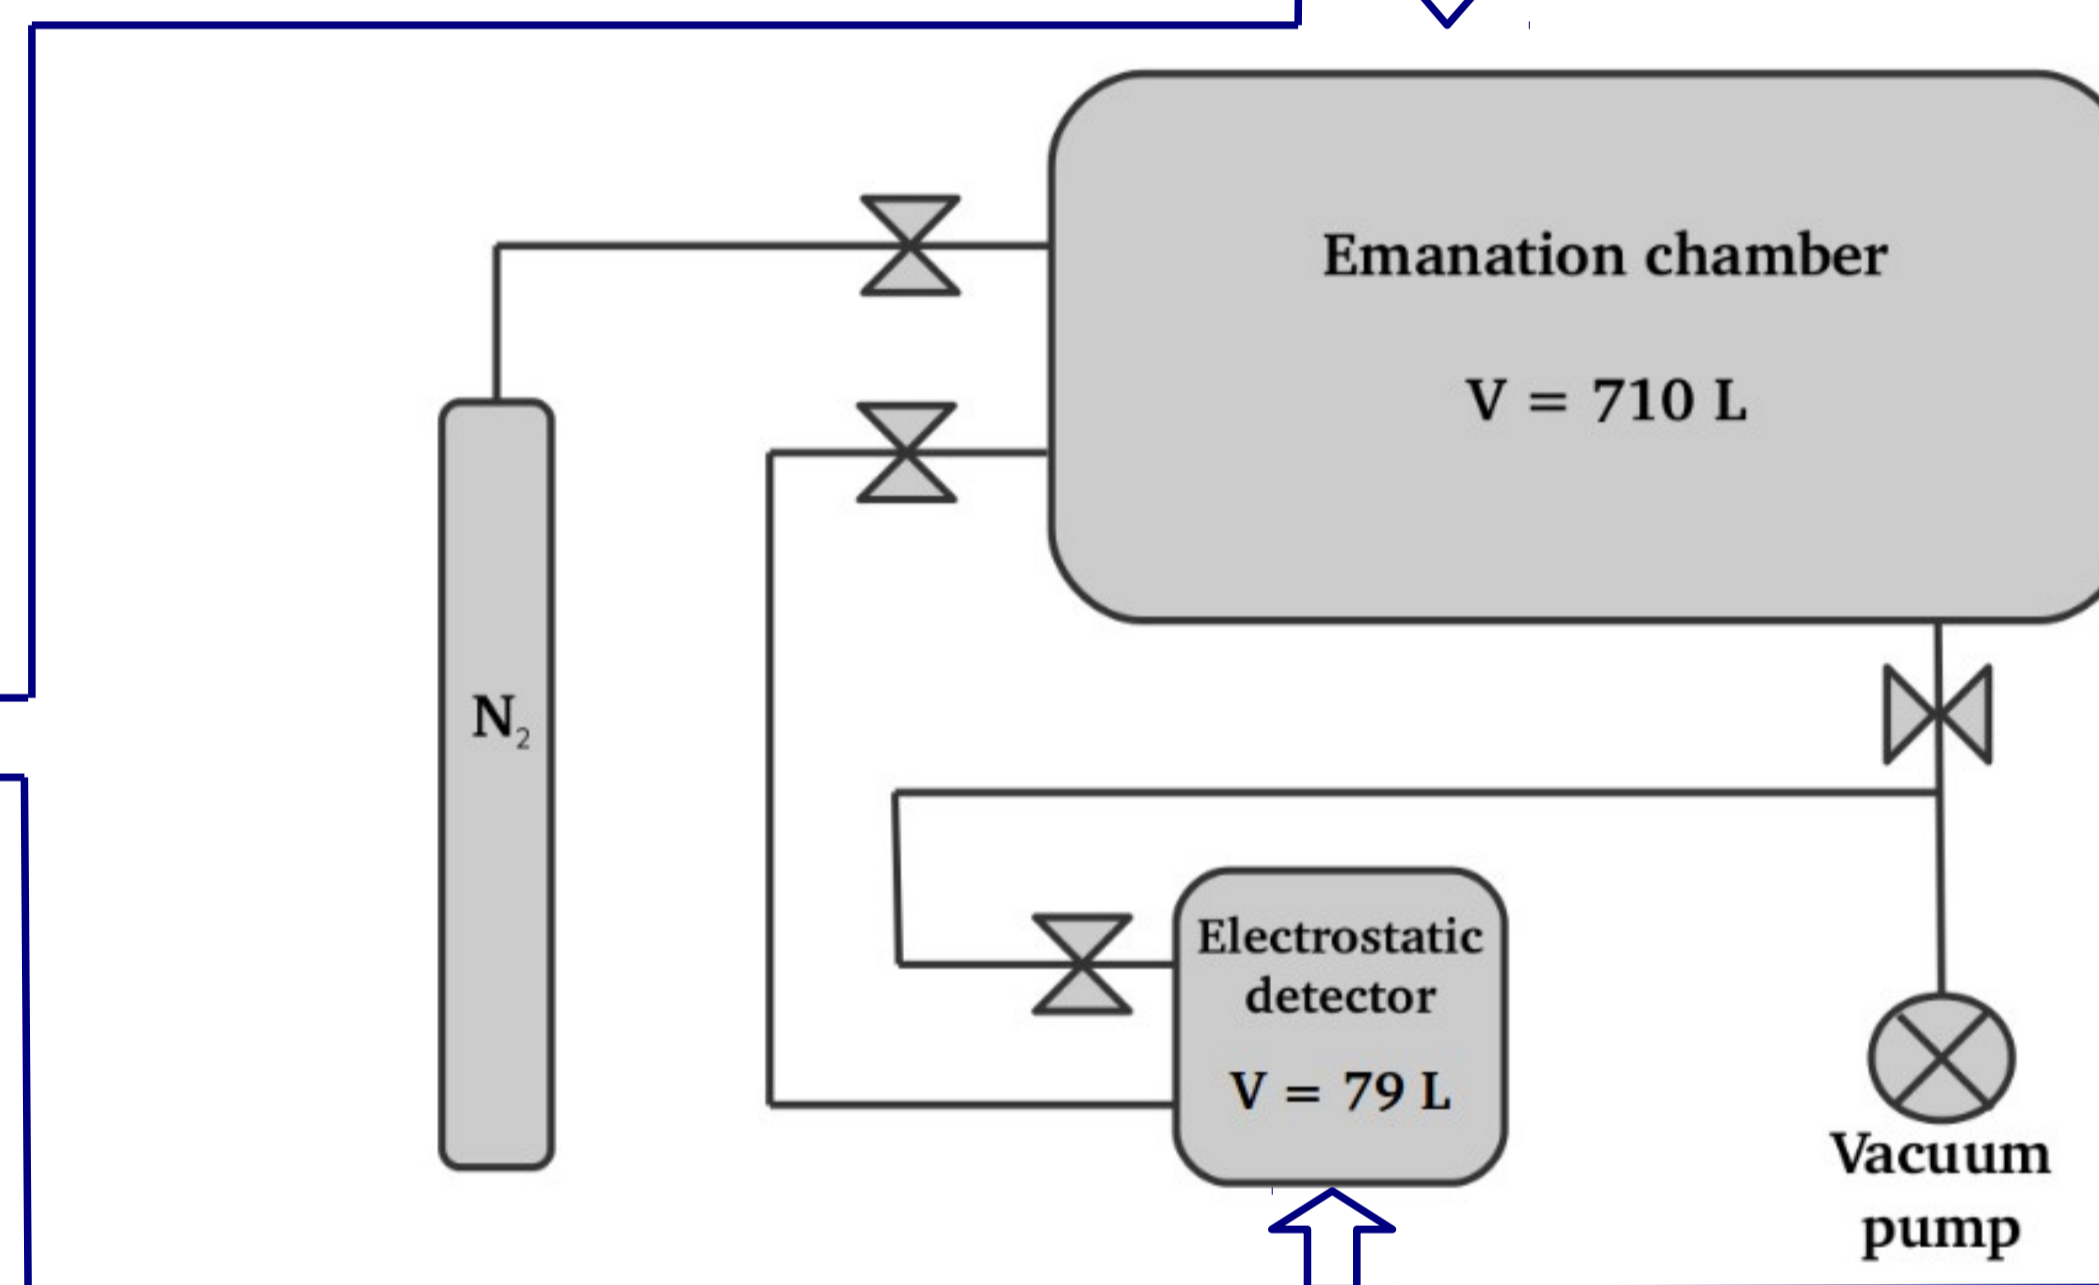 Emanation chamber
V = 710 L
N₂
Electrostatic
detector
V = 79 L
Vacuum
pump